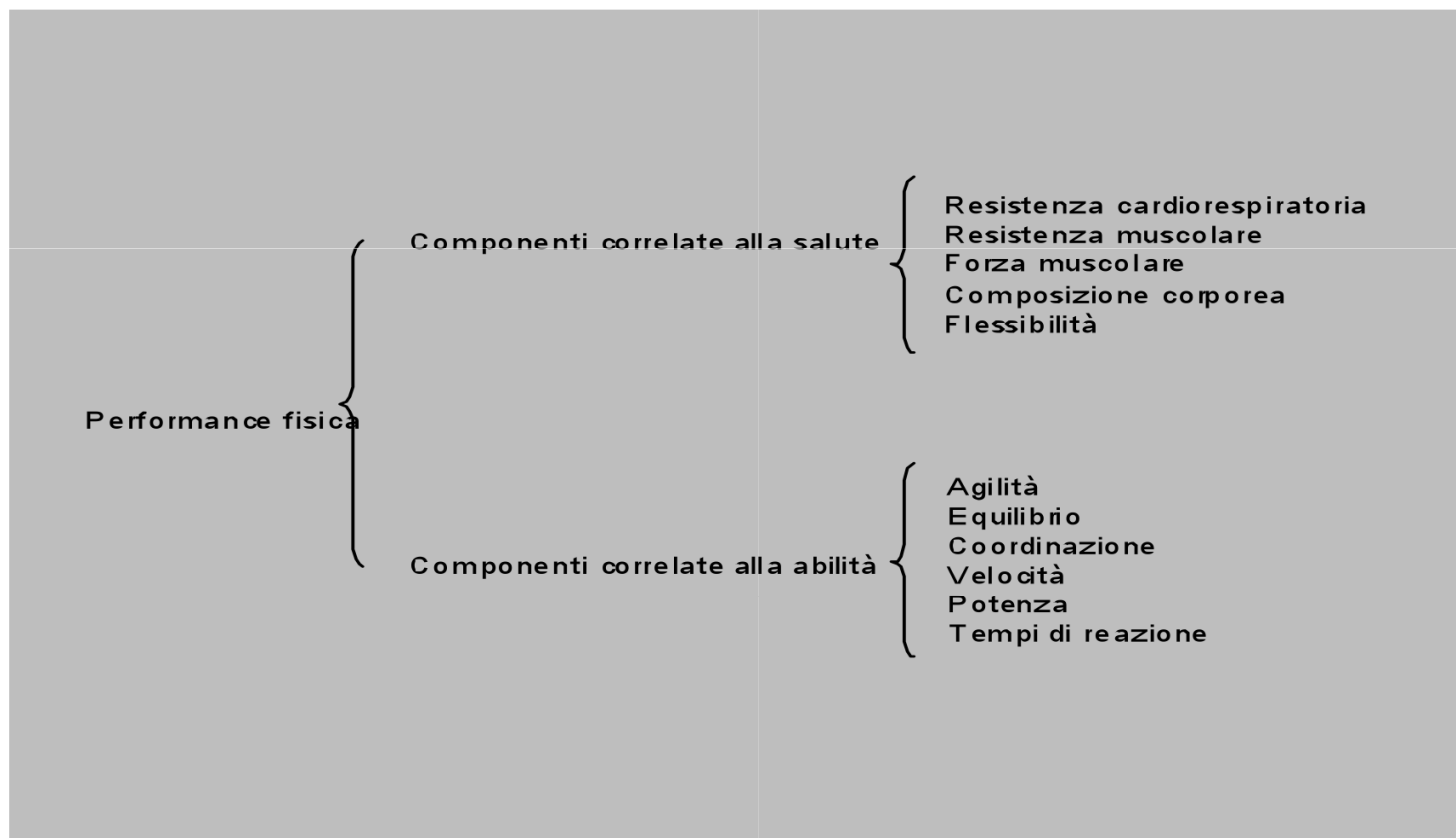 Performance fisica
Componenti correlate alla salute
Resistenza cardiorespiratoria
Resistenza muscolare
Forza muscolare
Composizione corporea
Flessibilità
Componenti correlate alla abilità
Agilità
Equilibrio
Coordinazione
Velocità
Potenza
Tempi di reazione